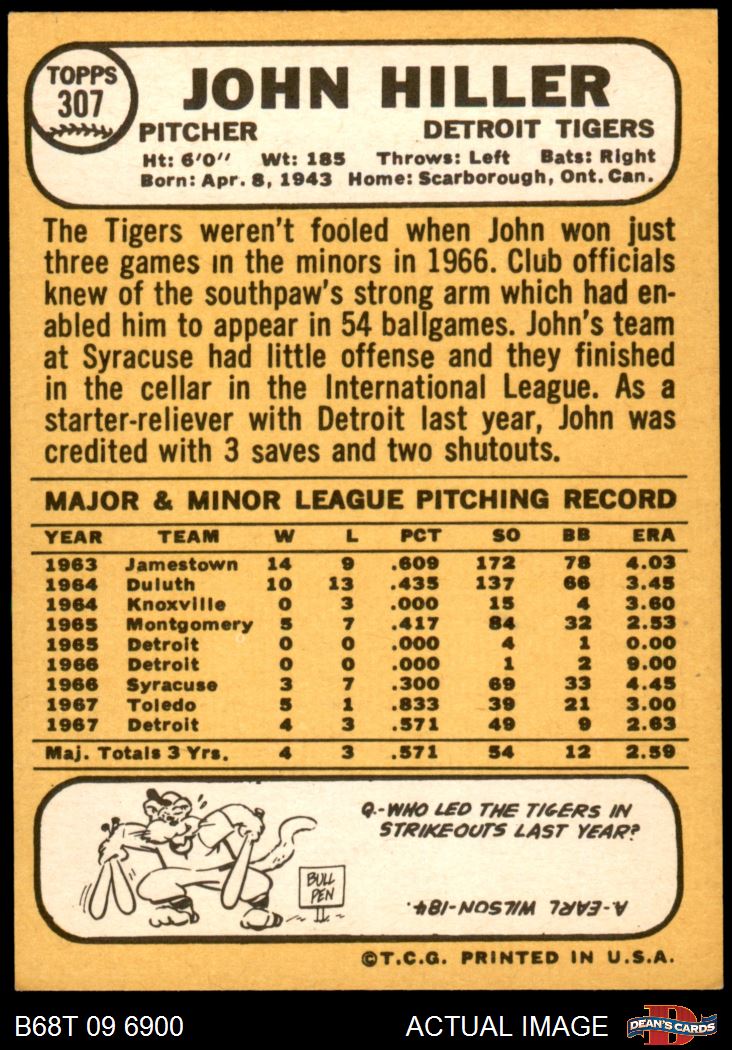 TOPPS
307
JOHN HILLER
PITCHER DETROIT TIGERS
Ht: 6'0" Wt: 185 Throws: Left Bats: Right
Born: Apr. 8, 1943 Home: Scarborough, Ont. Can.
The Tigers weren't fooled when John won just
three games in the minors in 1966. Club officials
knew of the southpaw's strong arm which had en-
abled him to appear in 54 ballgames. John's team
at Syracuse had little offense and they finished
in the cellar in the International League. As a
starter-reliever with Detroit last year, John was
credited with 3 saves and two shutouts.
MAJOR & MINOR LEAGUE PITCHING RECORD
YEAR TEAM W L PCT SO BB ERA
1963 Jamestown 14 9 .609 172 78 4.03
1964 Duluth 10 13 .435 137 66 3.45
1964 Knoxville 0 3 .000 15 4 3.60
1965 Montgomery 5 7 .417 84 32 2.53
1965 Detroit 0 0 .000 4 1 0.00
1966 Detroit 0 0 .000 1 2 9.00
1966 Syracuse 3 7 .300 69 33 4.45
1967 Toledo 5 1 .833 39 21 3.00
1967 Detroit 4 3 .571 49 9 2.63
Maj. Totals 3 Yrs. 4 3 .571 54 12 2.59
Q.-WHO LED THE TIGERS IN
STRIKEOUTS LAST YEAR?
BULL
PEN
A-EARL WILSON-184.
©T.C.G. PRINTED IN U.S.A.
B68T 09 6900 ACTUAL IMAGE D DEAN'S CARDS